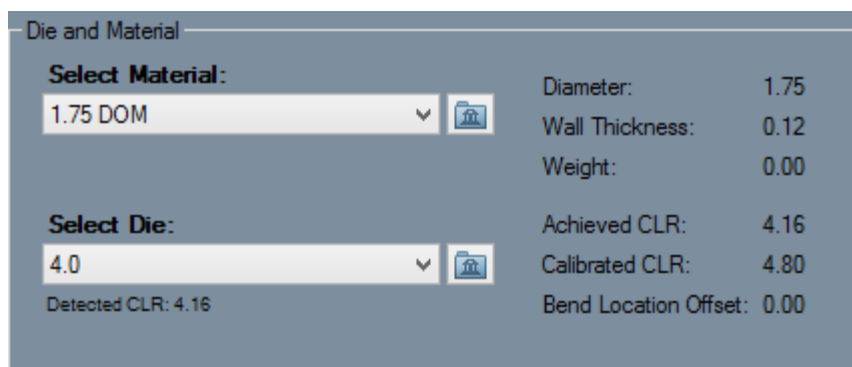 Die and Material
Select Material:
1.75 DOM
Diameter: 1.75
Wall Thickness: 0.12
Weight: 0.00
Select Die:
4.0
Detected CLR: 4.16
Achieved CLR: 4.16
Calibrated CLR: 4.80
Bend Location Offset: 0.00